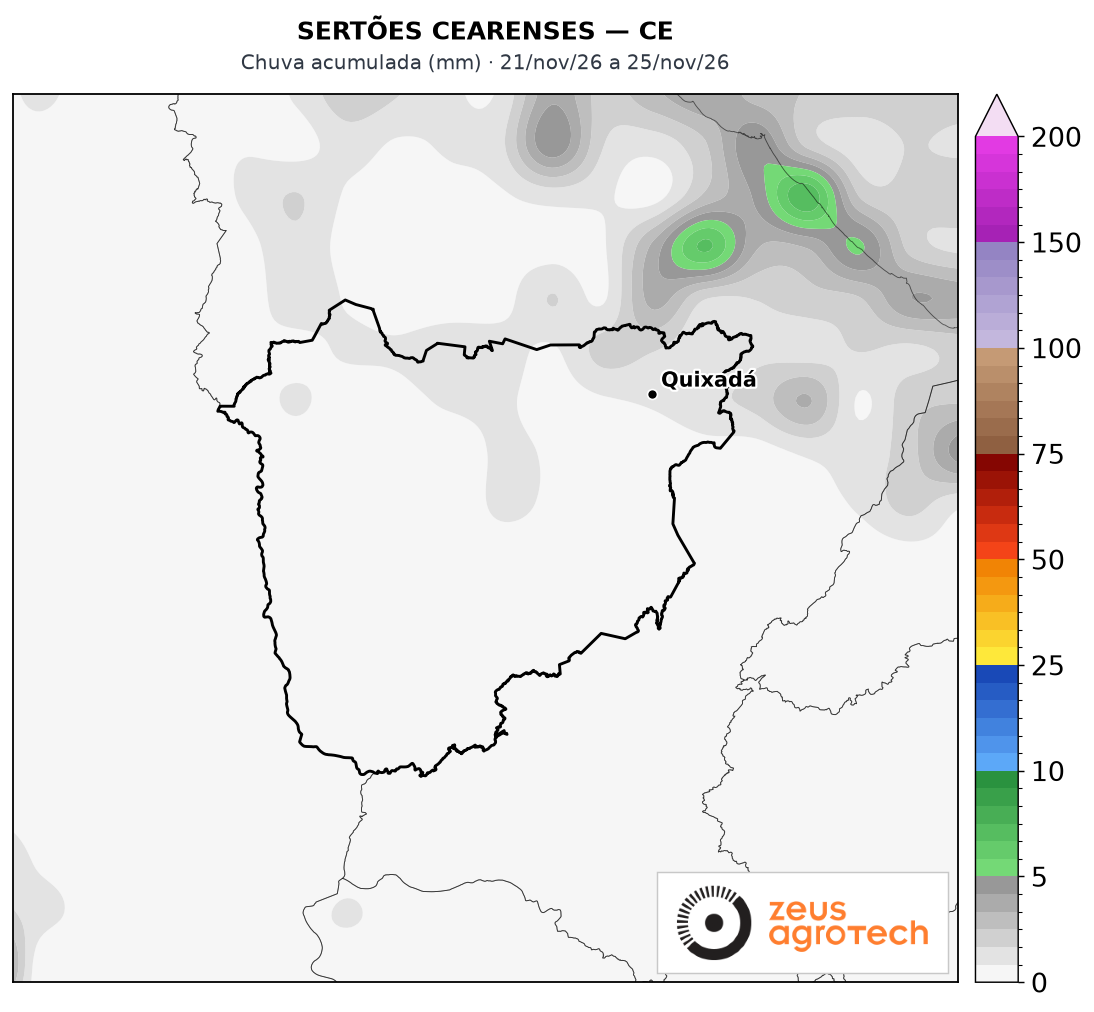 SERTÕES CEARENSES — CE
Chuva acumulada (mm) · 21/nov/26 a 25/nov/26
200
150
100
75
50
25
10
5
0
Quixadá
zeus
agrotech